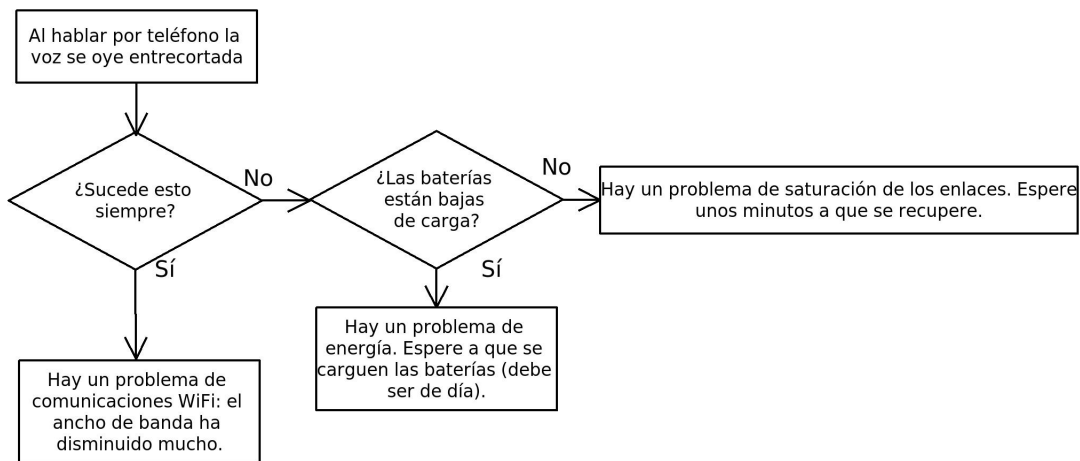 Al hablar por teléfono la
voz se oye entrecortada
¿Sucede esto
siempre?
No
¿Las baterías
están bajas
de carga?
No
Hay un problema de saturación de los enlaces. Espere
unos minutos a que se recupere.
Sí
Sí
Hay un problema de
energía. Espere a que se
carguen las baterías (debe
ser de día).
Hay un problema de
comunicaciones WiFi: el
ancho de banda ha
disminuido mucho.